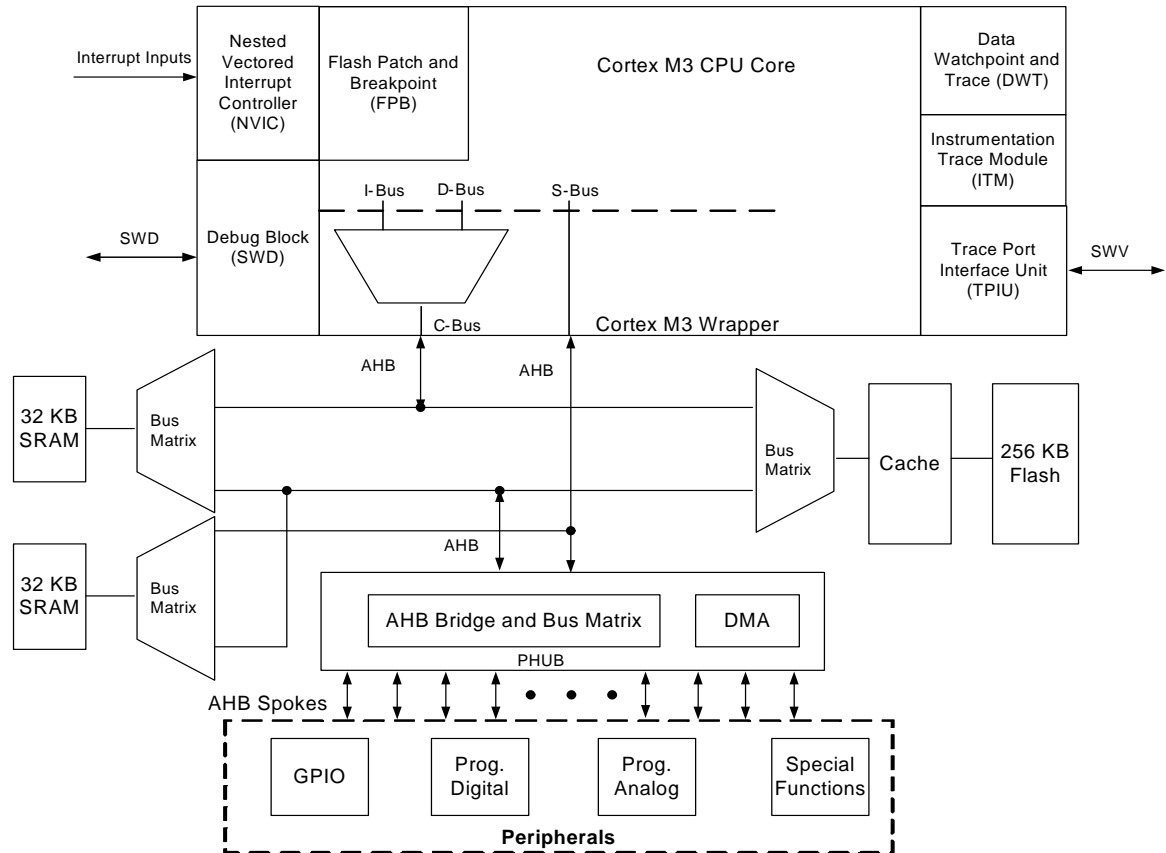 Interrupt Inputs
Nested
Vectored
Interrupt
Controller
(NVIC)
Flash Patch and
Breakpoint
(FPB)
Cortex M3 CPU Core
Data
Watchpoint and
Trace (DWT)
Instrumentation
Trace Module
(ITM)
I-Bus
D-Bus
S-Bus
SWD
Debug Block
(SWD)
Trace Port
Interface Unit
(TPIU)
SWV
C-Bus
Cortex M3 Wrapper
AHB
AHB
32 KB
SRAM
Bus
Matrix
Bus
Matrix
Cache
256 KB
Flash
AHB
32 KB
SRAM
Bus
Matrix
AHB Bridge and Bus Matrix
DMA
PHUB
AHB Spokes
GPIO
Prog.
Digital
Prog.
Analog
Special
Functions
Peripherals